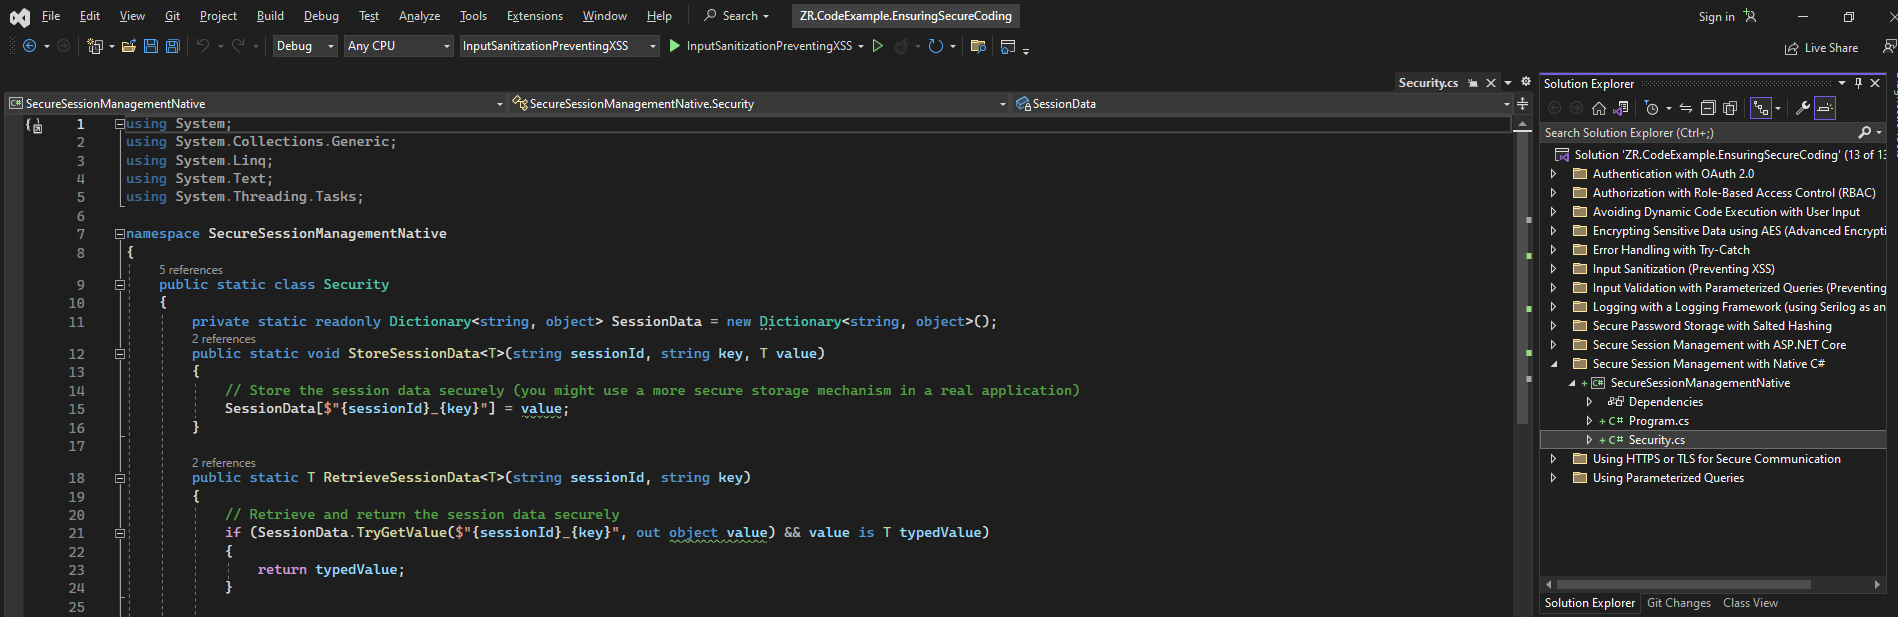 File Edit View Git Project Build Debug Test Analyze Tools Extensions Window Help Search ZR.CodeExample.EnsuringSecureCoding Sign in
Debug Any CPU InputSanitizationPreventingXSS InputSanitizationPreventingXSS Live Share
Security.cs
C# SecureSessionManagementNative SecureSessionManagementNative.Security SessionData
1 using System;
2 using System.Collections.Generic;
3 using System.Linq;
4 using System.Text;
5 using System.Threading.Tasks;
6
7 namespace SecureSessionManagementNative
8 {
5 references
9 public static class Security
10 {
11 private static readonly Dictionary<string, object> SessionData = new Dictionary<string, object>();
2 references
12 public static void StoreSessionData<T>(string sessionId, string key, T value)
13 {
14 // Store the session data securely (you might use a more secure storage mechanism in a real application)
15 SessionData[$"{sessionId}_{key}"] = value;
16 }
17
2 references
18 public static T RetrieveSessionData<T>(string sessionId, string key)
19 {
20 // Retrieve and return the session data securely
21 if (SessionData.TryGetValue($"{sessionId}_{key}", out object value) && value is T typedValue)
22 {
23 return typedValue;
24 }
25
Solution Explorer
Search Solution Explorer (Ctrl+;)
Solution 'ZR.CodeExample.EnsuringSecureCoding' (13 of 13
Authentication with OAuth 2.0
Authorization with Role-Based Access Control (RBAC)
Avoiding Dynamic Code Execution with User Input
Encrypting Sensitive Data using AES (Advanced Encrypti
Error Handling with Try-Catch
Input Sanitization (Preventing XSS)
Input Validation with Parameterized Queries (Preventing
Logging with a Logging Framework (using Serilog as an
Secure Password Storage with Salted Hashing
Secure Session Management with ASP.NET Core
Secure Session Management with Native C#
+ C# SecureSessionManagementNative
Dependencies
+ C# Program.cs
+ C# Security.cs
Using HTTPS or TLS for Secure Communication
Using Parameterized Queries
Solution Explorer Git Changes Class View